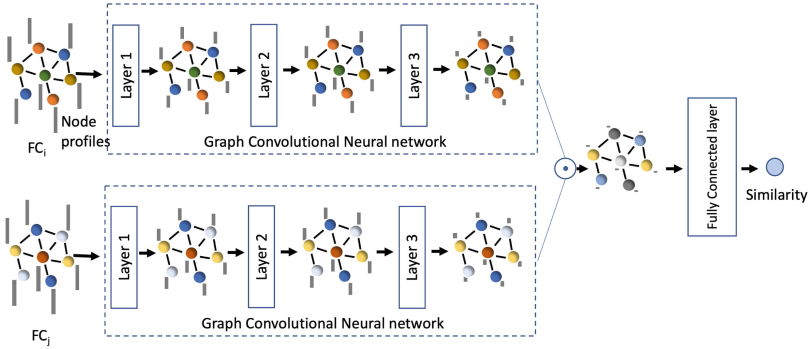 Layer 1
Layer 2
Layer 3
Node
profiles
FCi
Graph Convolutional Neural network
Fully Connected layer
Similarity
Layer 1
Layer 2
Layer 3
Graph Convolutional Neural network
FCj